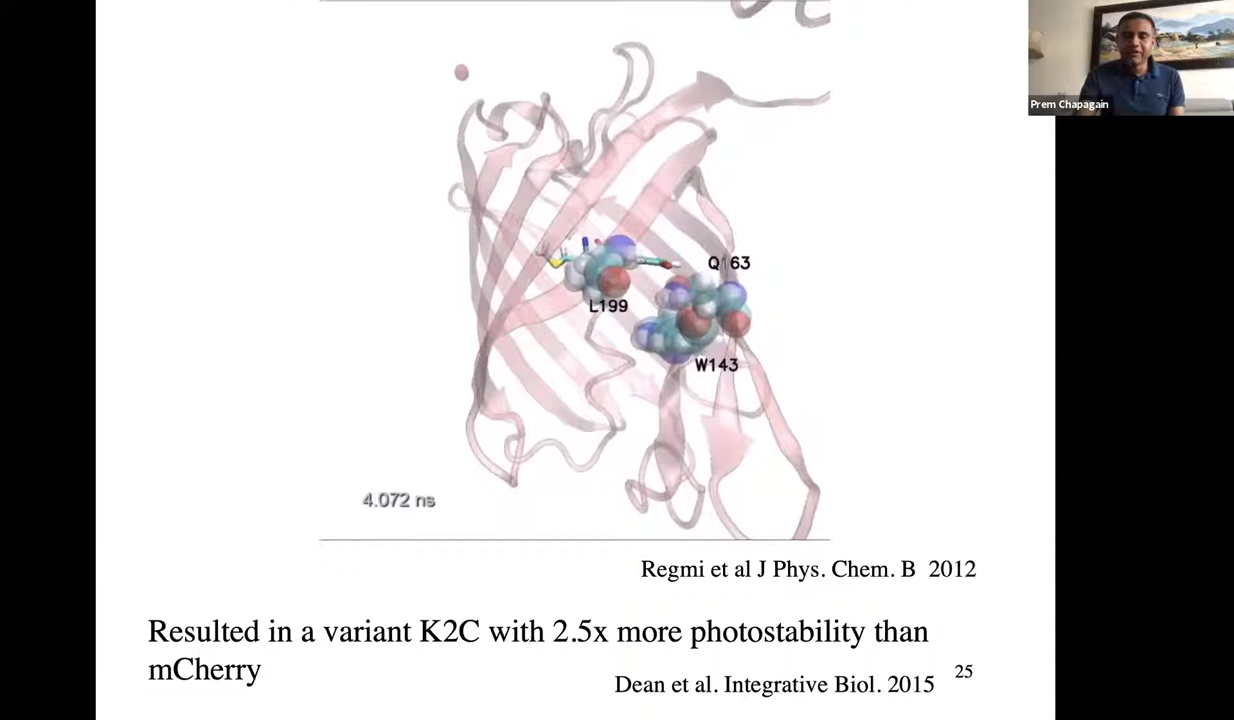 Prem Chapagain
Q163
L199
W143
4.072 ns
Regmi et al J Phys. Chem. B 2012
Resulted in a variant K2C with 2.5x more photostability than
mCherry
Dean et al. Integrative Biol. 2015
25